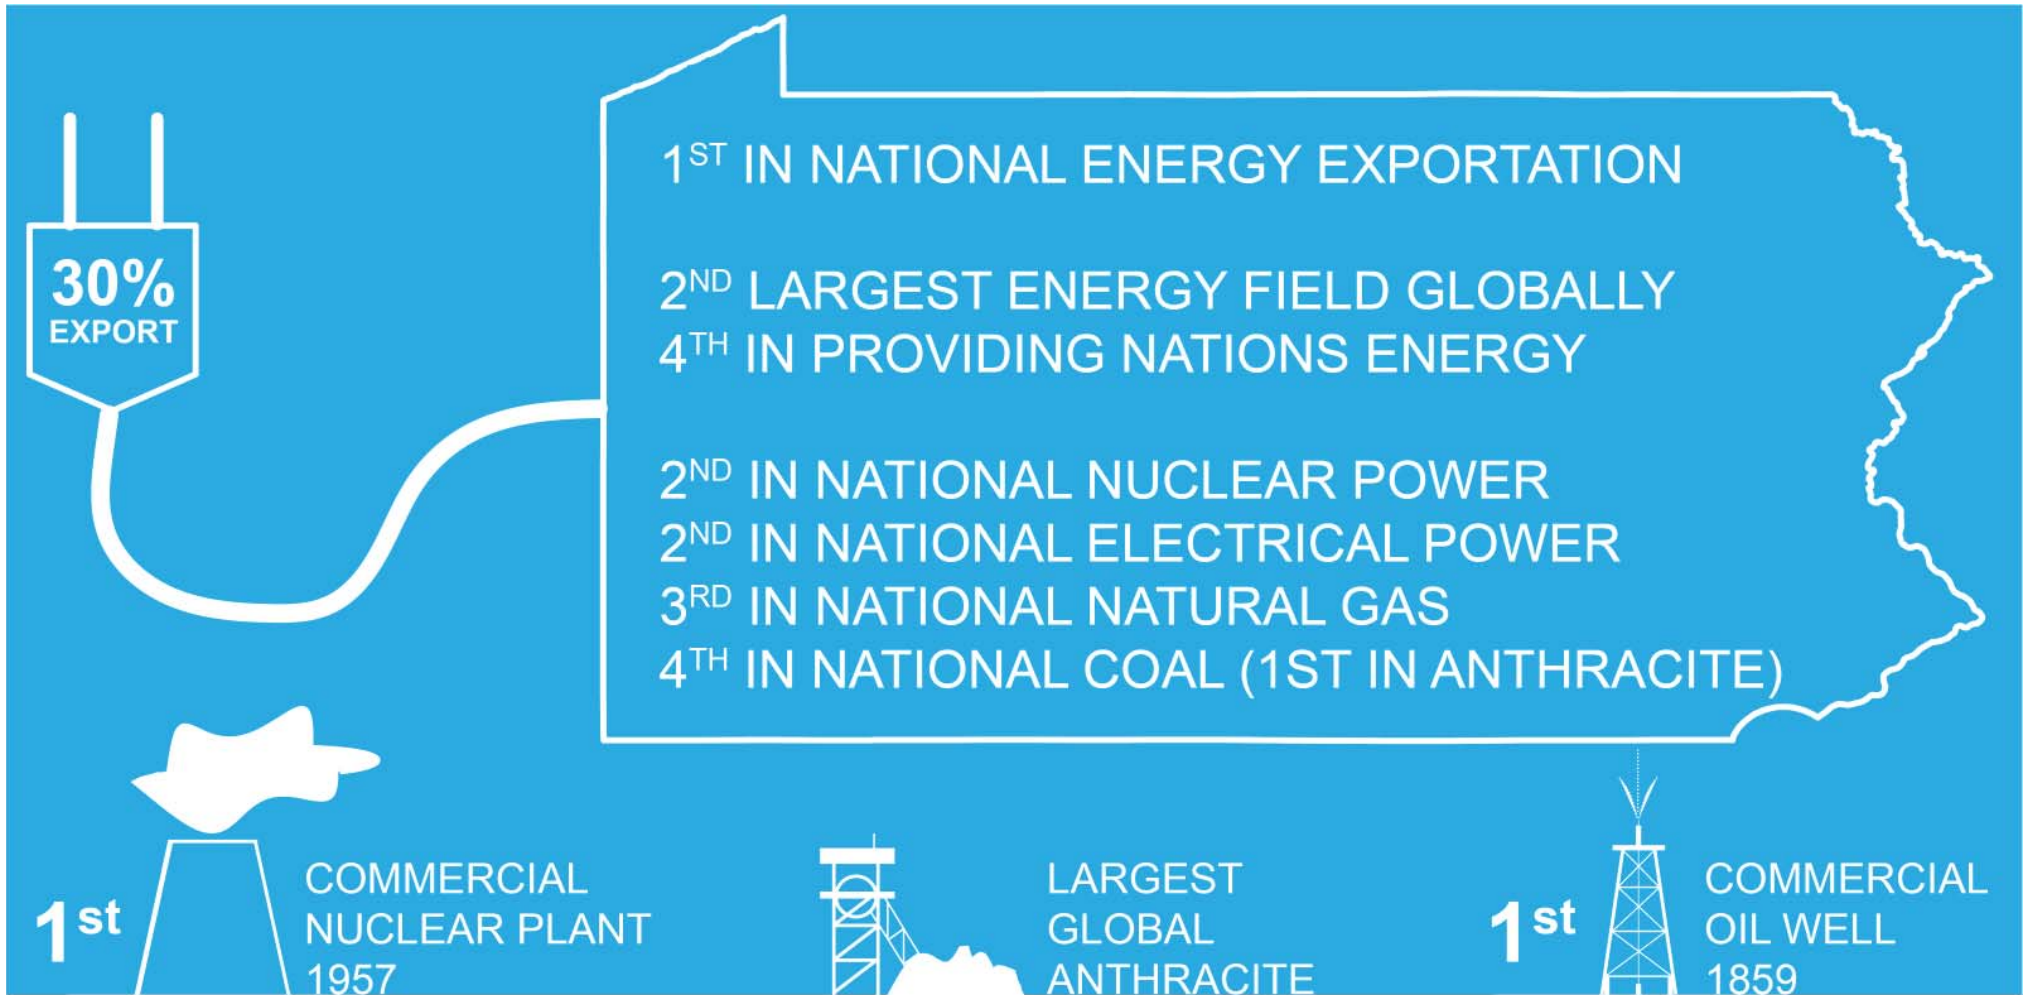 30%
EXPORT
1ST IN NATIONAL ENERGY EXPORTATION
2ND LARGEST ENERGY FIELD GLOBALLY
4TH IN PROVIDING NATIONS ENERGY
2ND IN NATIONAL NUCLEAR POWER
2ND IN NATIONAL ELECTRICAL POWER
3RD IN NATIONAL NATURAL GAS
4TH IN NATIONAL COAL (1ST IN ANTHRACITE)
1st
COMMERCIAL
NUCLEAR PLANT
1957
LARGEST
GLOBAL
ANTHRACITE
1st
COMMERCIAL
OIL WELL
1859